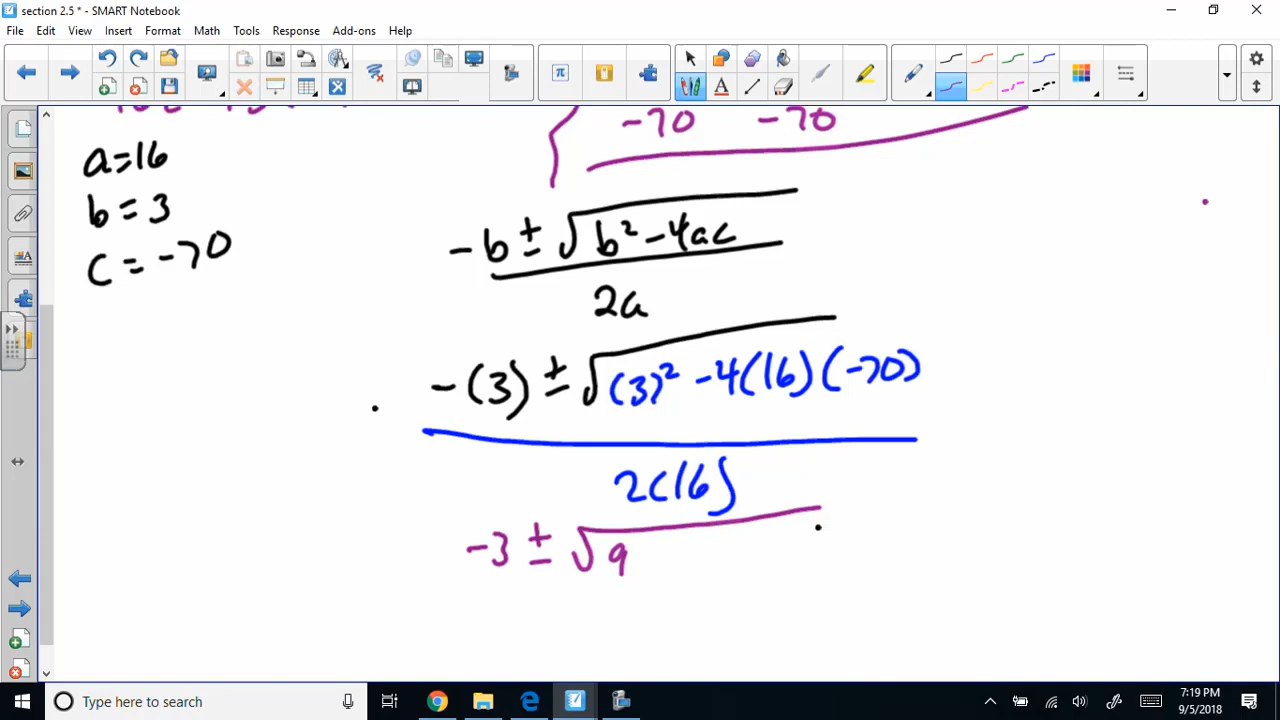 section 2.5 * - SMART Notebook
File Edit View Insert Format Math Tools Response Add-ons Help
-70 -70
a=16
b=3
c=-70
-b ± √b² -4ac
2a
-(3) ± √(3)² -4(16)(-70)
2(16)
-3 ± √9
Type here to search
7:19 PM
9/5/2018